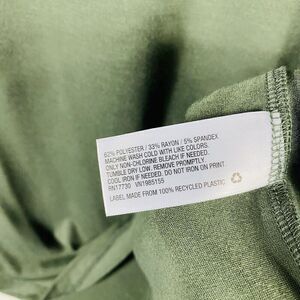 62% POLYESTER / 33% RAYON / 5% SPANDEX
MACHINE WASH COLD WITH LIKE COLORS.
ONLY NON-CHLORINE BLEACH IF NEEDED.
TUMBLE DRY LOW. REMOVE PROMPTLY.
COOL IRON IF NEEDED. DO NOT IRON ON PRINT.
RN17730 VN1985155
LABEL MADE FROM 100% RECYCLED PLASTIC